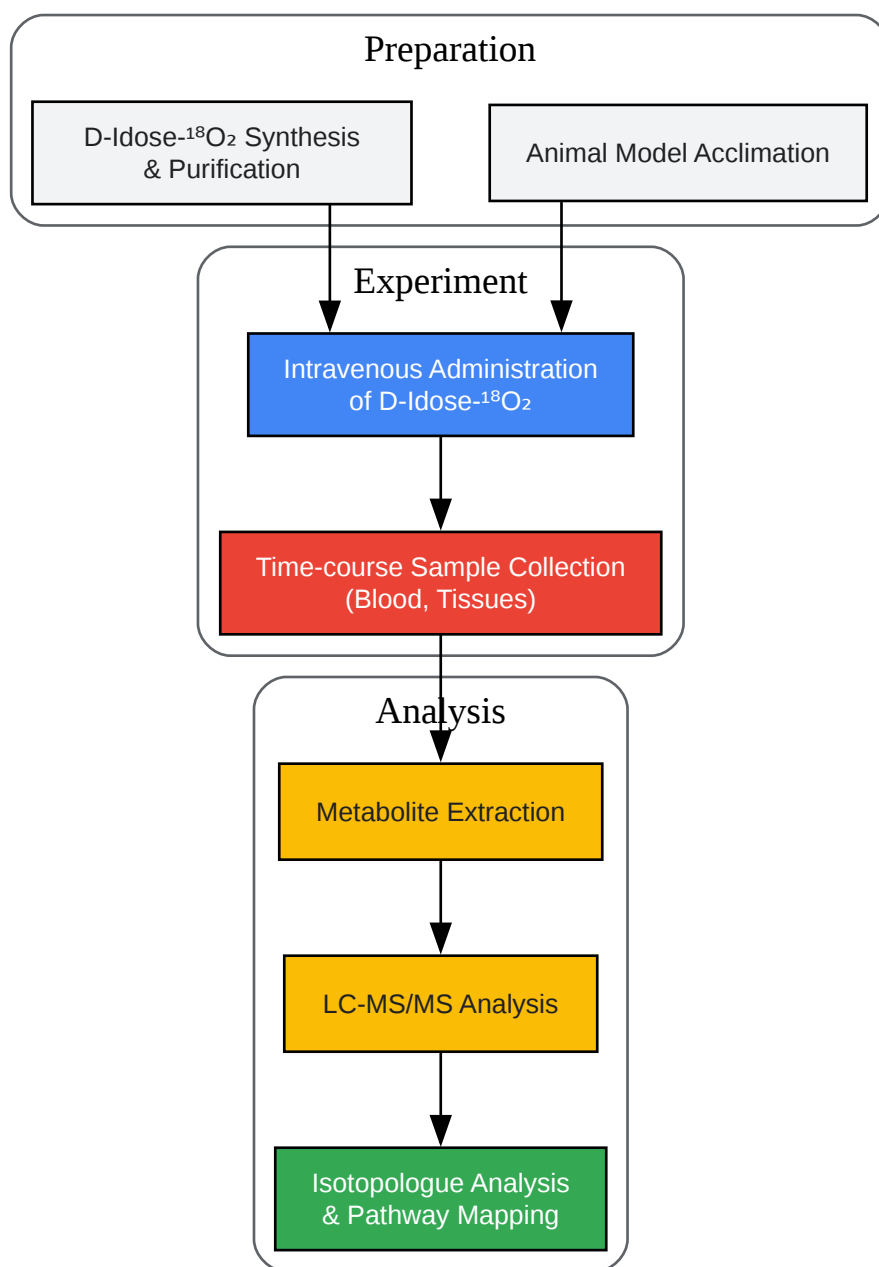 Preparation
D-Idose-¹⁸O₂ Synthesis
& Purification
Animal Model Acclimation
Experiment
Intravenous Administration
of D-Idose-¹⁸O₂
Time-course Sample Collection
(Blood, Tissues)
Analysis
Metabolite Extraction
LC-MS/MS Analysis
Isotopologue Analysis
& Pathway Mapping